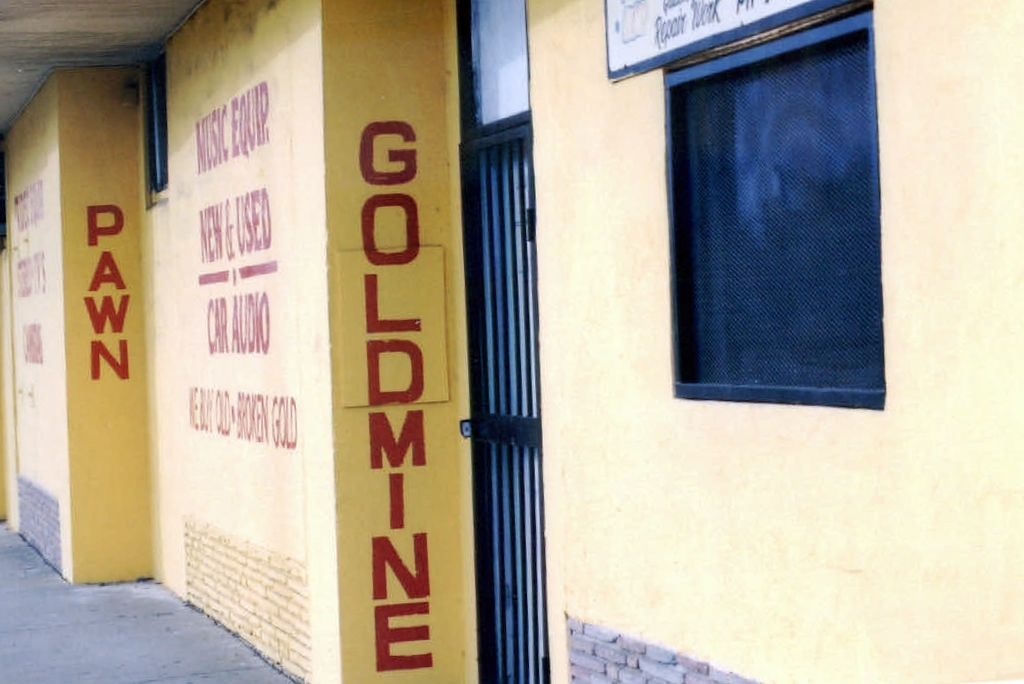 PAWN
MUSIC EQUIP.
NEW & USED
CAR AUDIO
WE BUY OLD - BROKEN GOLD
GOLDMINE
Repair Work